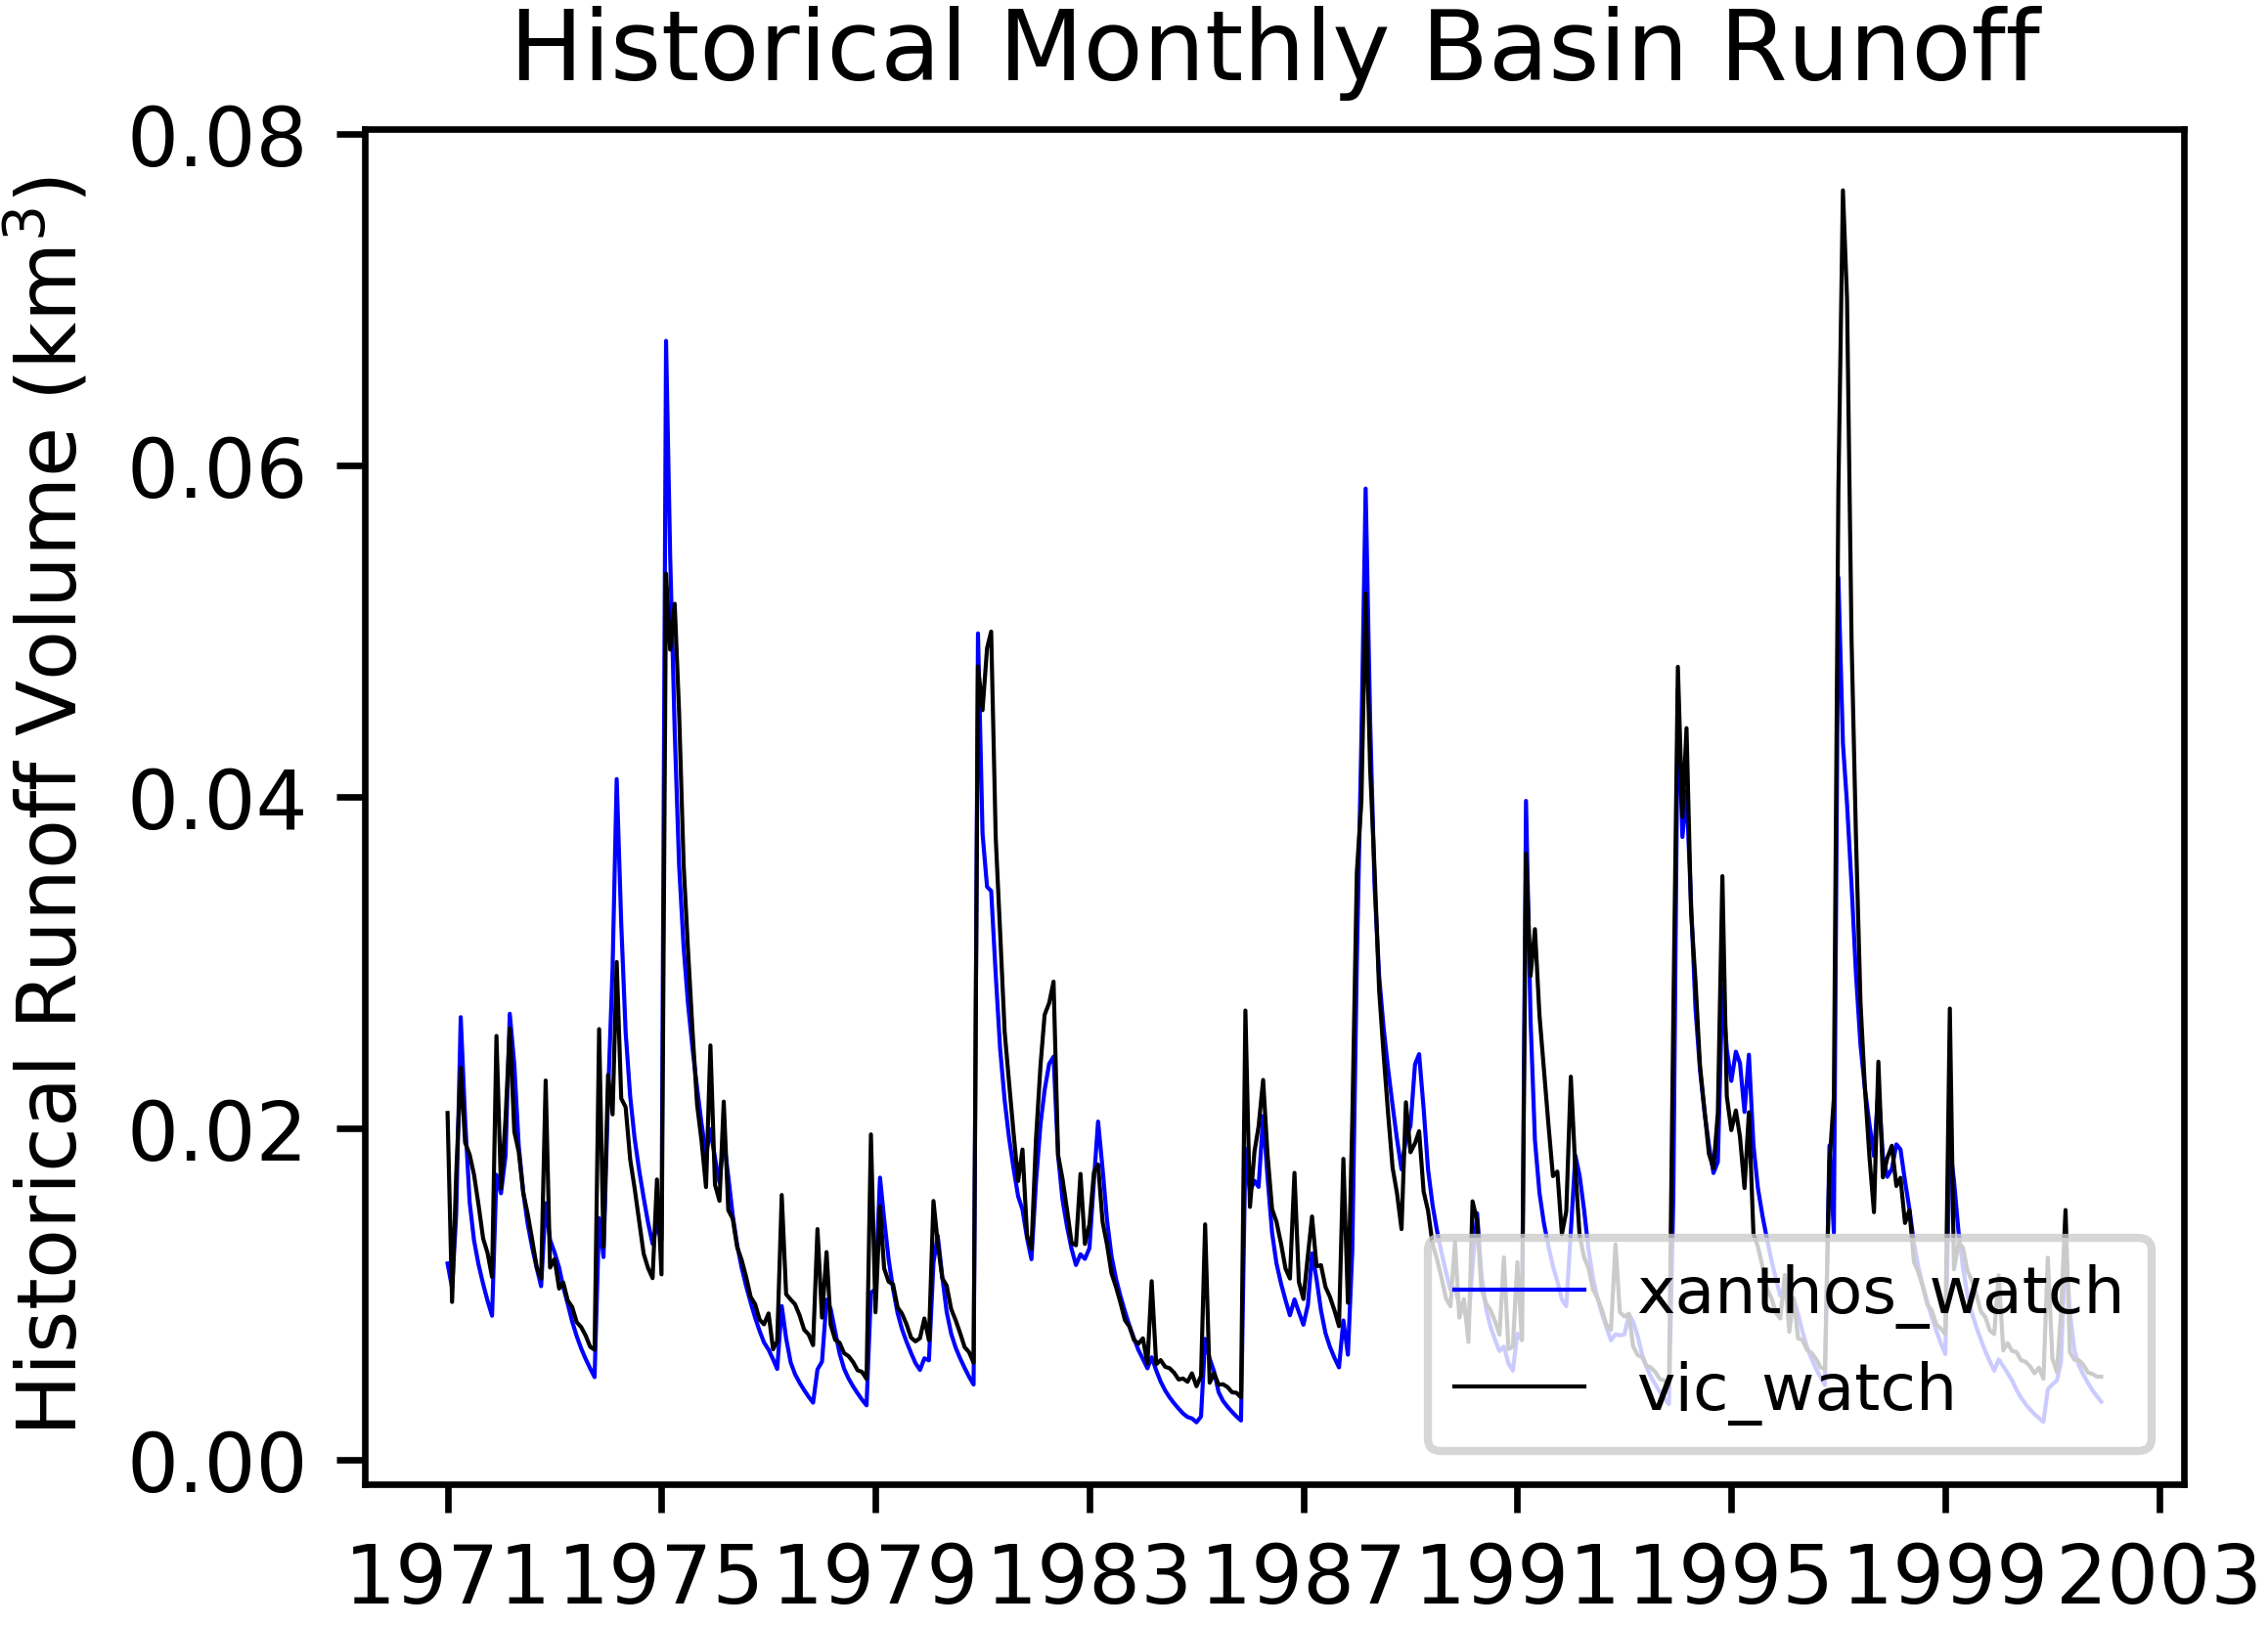 Historical Monthly Basin Runoff
Historical Runoff Volume (km³)
0.08
0.06
0.04
0.02
0.00
1971 1975 1979 1983 1987 1991 1995 1999 2003
xanthos_watch
vic_watch